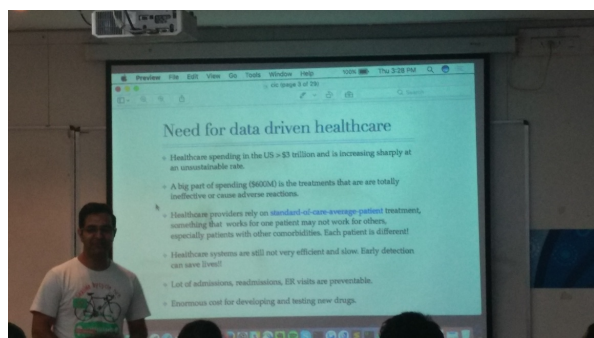 Preview File Edit View Go Tools Window Help 100% Thu 3:28 PM
(page 3 of 29)
Search
Need for data driven healthcare
Healthcare spending in the US > $3 trillion and is increasing sharply at
an unsustainable rate.
A big part of spending ($600M) is the treatments that are are totally
ineffective or cause adverse reactions.
Healthcare providers rely on standard-of-care-average-patient treatment,
something that works for one patient may not work for others,
especially patients with other comorbidities. Each patient is different!
Healthcare systems are still not very efficient and slow. Early detection
can save lives!!
Lot of admissions, readmissions, ER visits are preventable.
Enormous cost for developing and testing new drugs.